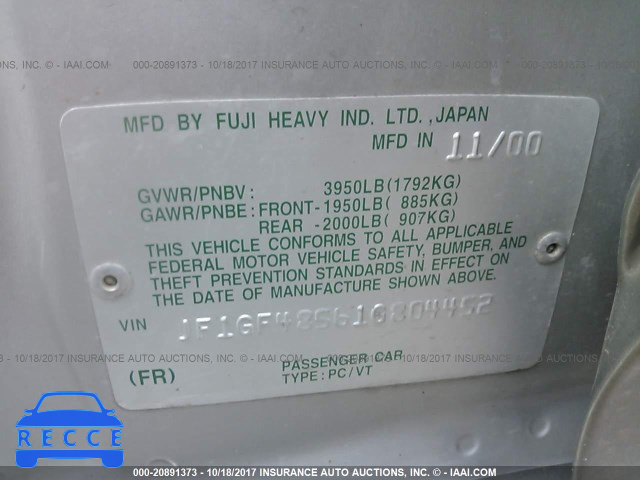 000-20891373 - 10/18/2017 INSURANCE AUTO AUCTIONS, INC. © - IAAI.COM
MFD BY FUJI HEAVY IND. LTD.,JAPAN
MFD IN 11/00
GVWR/PNBV: 3950LB(1792KG)
GAWR/PNBE: FRONT-1950LB( 885KG)
REAR -2000LB( 907KG)
THIS VEHICLE CONFORMS TO ALL APPLICABLE
FEDERAL MOTOR VEHICLE SAFETY, BUMPER, AND
THEFT PREVENTION STANDARDS IN EFFECT ON
THE DATE OF MANUFACTURE SHOWN ABOVE.
VIN JF1GF48561G804452
(FR) PASSENGER CAR
TYPE:PC/VT
RECCE
000-20891373 - 10/18/2017 INSURANCE AUTO AUCTIONS, INC. © - IAAI.COM